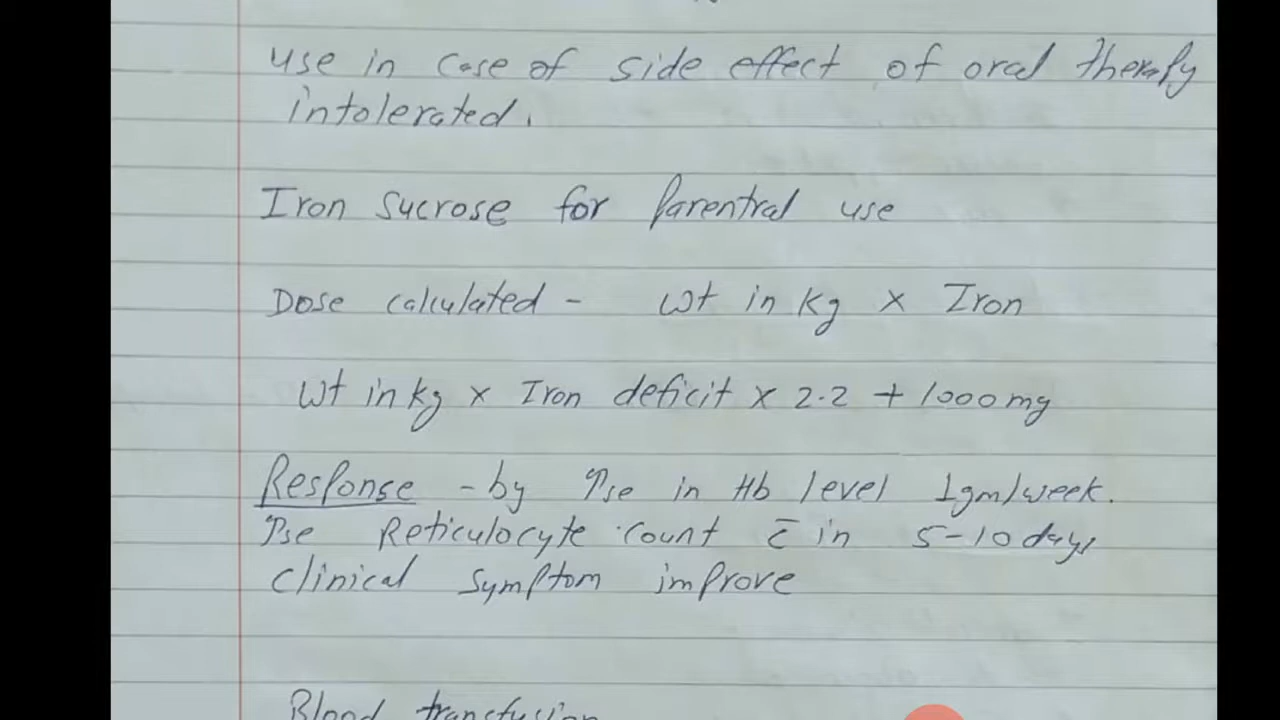 use in case of side effect of oral therapy
intolerated.
Iron sucrose for Parentral use
Dose calculated - wt in kg x Iron
wt in kg x Iron deficit x 2.2 + 1000 mg
Response - by ↑se in Hb level 1gm/week.
↑se Reticulocyte count c̄ in 5-10 days
Clinical symptom improve
Blood transfusion